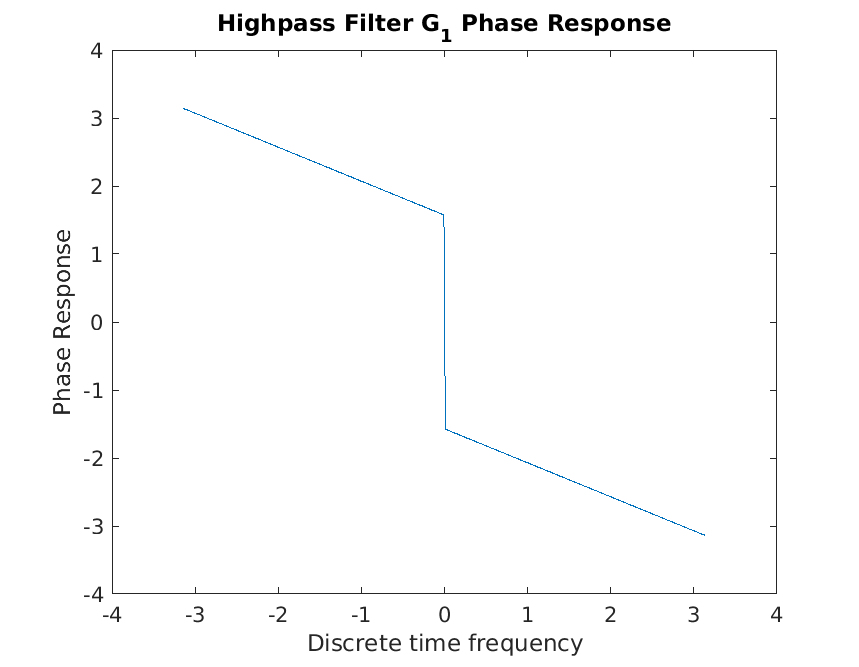 Highpass Filter G1 Phase Response
4
3
2
1
0
-1
-2
-3
-4
Phase Response
-4 -3 -2 -1 0 1 2 3 4
Discrete time frequency